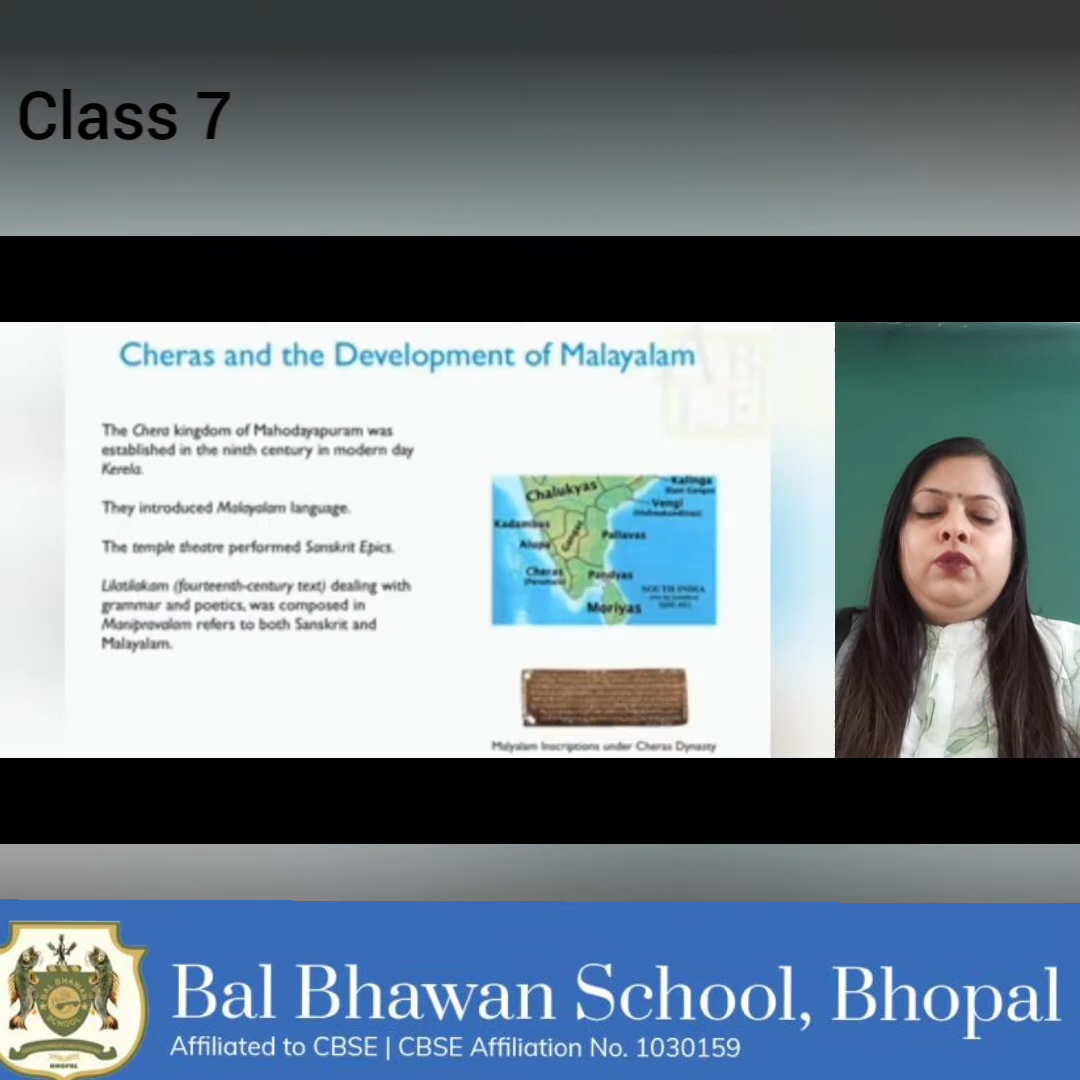 Class 7
Cheras and the Development of Malayalam
The Chera kingdom of Mahodayapuram was
established in the ninth century in modern day
Kerela.
They introduced Malayalam language.
The temple theatre performed Sanskrit Epics.
Lilatilakam (fourteenth-century text) dealing with
grammar and poetics, was composed in
Manipravalam refers to both Sanskrit and
Malayalam.
Chalukyas
Kalinga
Vengi
Kadambas
Pallavas
Alupa
Cheras
Pandyas
SOUTH INDIA
Moriyas
Malyalam Inscriptions under Cheras Dynasty
BAL BHAWAN
SCHOOL
BHOPAL
Bal Bhawan School, Bhopal
Affiliated to CBSE | CBSE Affiliation No. 1030159